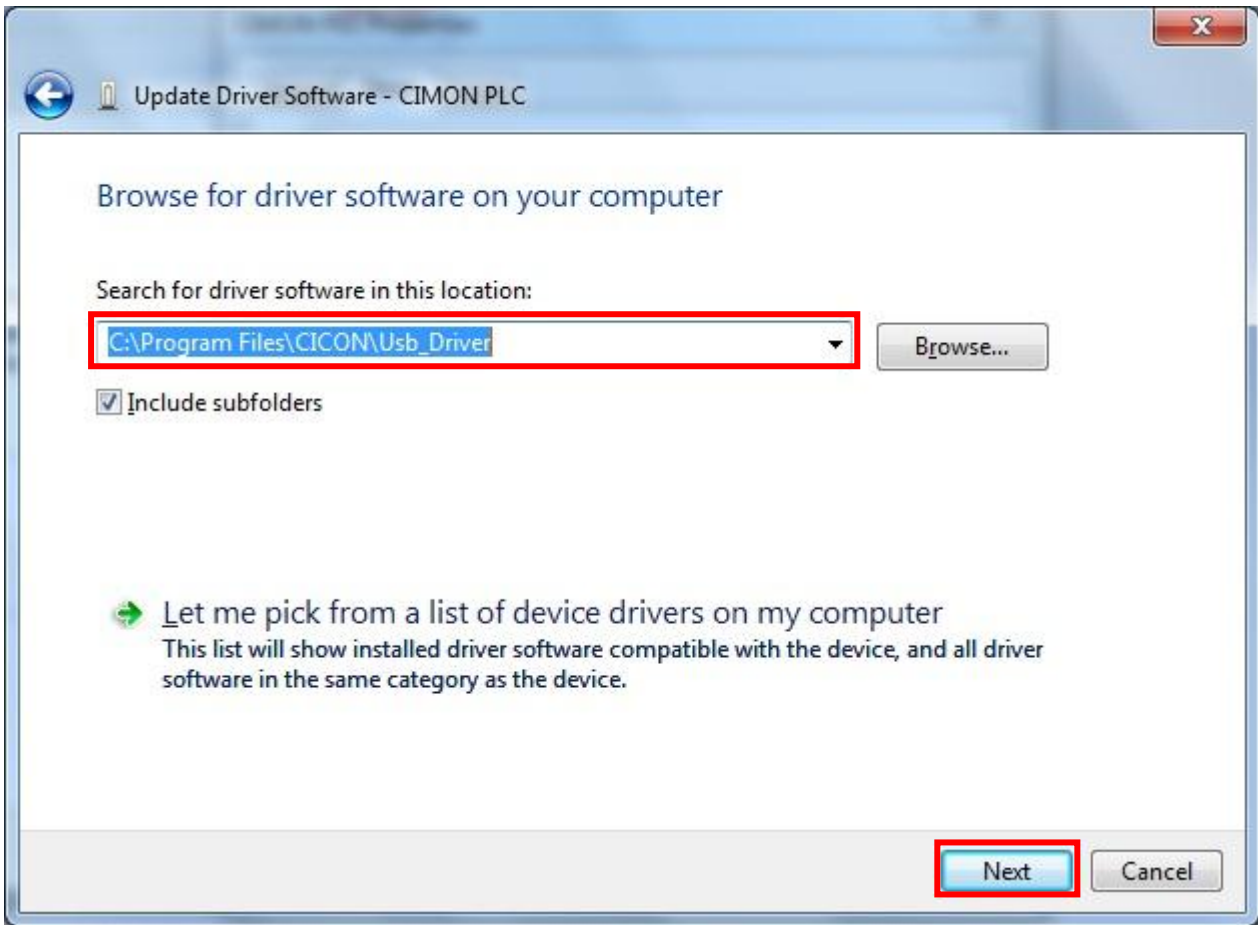 Update Driver Software - CIMON PLC
Browse for driver software on your computer
Search for driver software in this location:
C:\Program Files\CICON\Usb_Driver
Browse...
Include subfolders
Let me pick from a list of device drivers on my computer
This list will show installed driver software compatible with the device, and all driver
software in the same category as the device.
Next
Cancel